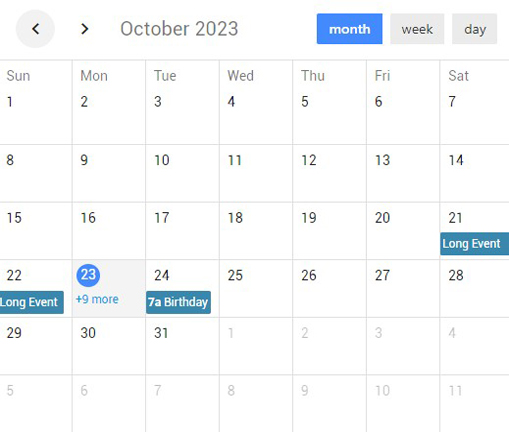 October 2023 month week day
Sun Mon Tue Wed Thu Fri Sat
1 2 3 4 5 6 7
8 9 10 11 12 13 14
15 16 17 18 19 20 21
Long Event
22 23 24 25 26 27 28
Long Event +9 more 7a Birthday
29 30 31 1 2 3 4
5 6 7 8 9 10 11